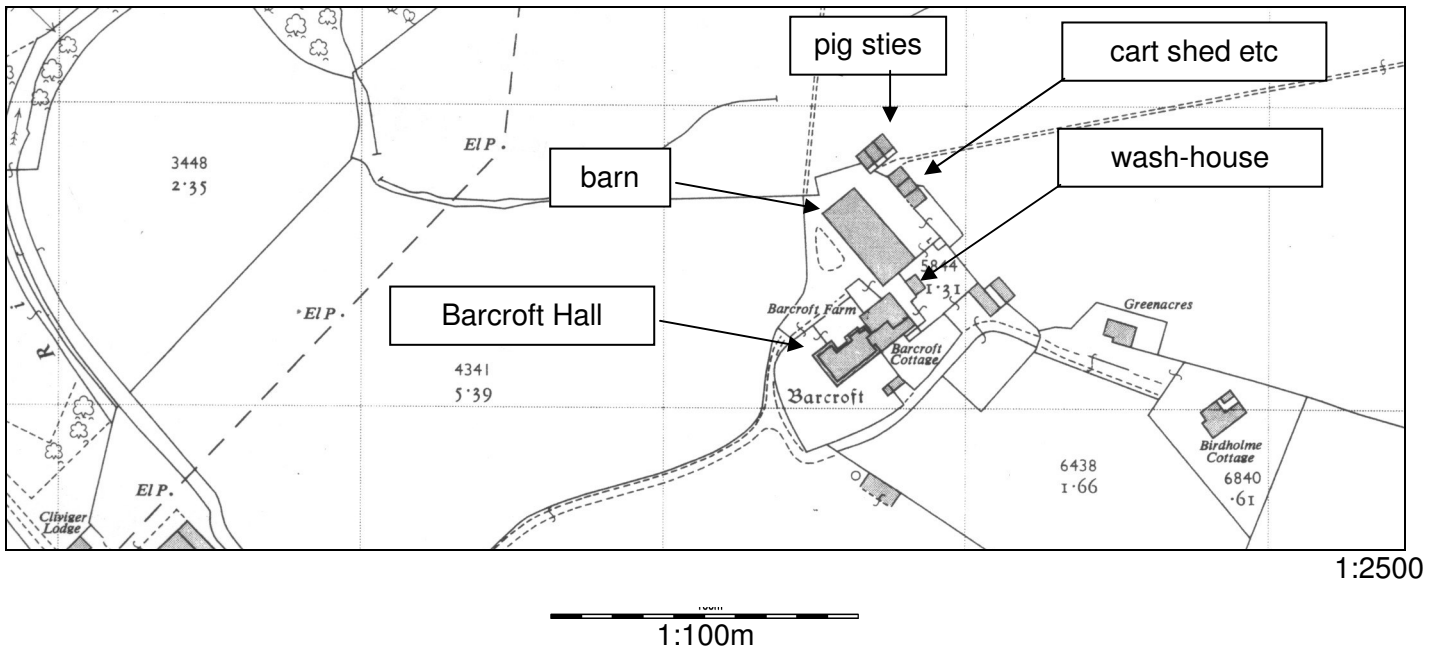 pig sties
cart shed etc
wash-house
barn
Barcroft Hall
3448
2·35
El P.
El P.
El P.
4341
5·39
R
i
5844
1·31
Barcroft Farm
Barcroft
Cottage
Barcroft
Greenacres
Birdholme
Cottage
6840
·61
6438
1·66
Cliviger
Lodge
1:2500
1:100m